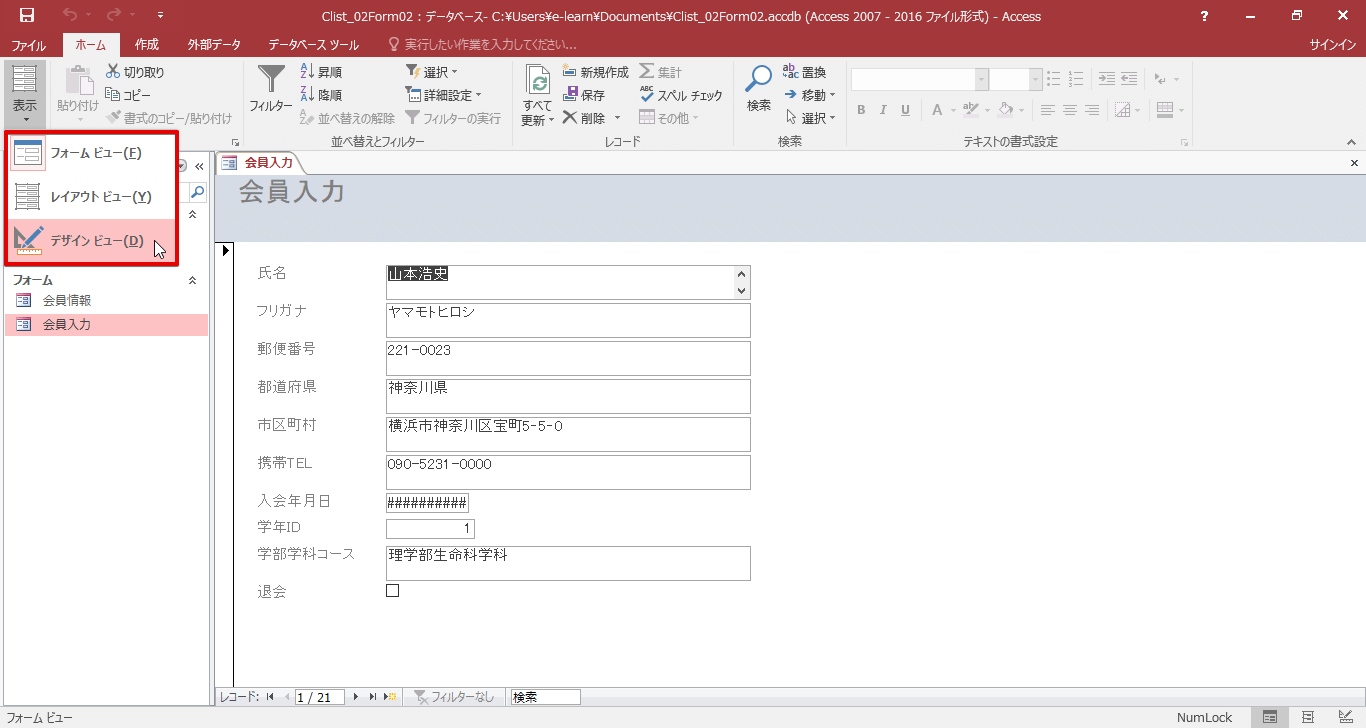 Clist_02Form02 : データベース- C:¥Users¥e-learn¥Documents¥Clist_02Form02.accdb (Access 2007 - 2016 ファイル形式) - Access
ファイル ホーム 作成 外部データ データベース ツール 実行したい作業を入力してください... サインイン
表示
貼り付け
切り取り
コピー
書式のコピー/貼り付け
フィルター
昇順
降順
並べ替えの解除
選択
詳細設定
フィルターの実行
並べ替えとフィルター
すべて
更新
新規作成
保存
削除
集計
スペル チェック
その他
レコード
検索
置換
移動
選択
検索
B I U A
テキストの書式設定
フォーム ビュー(F)
レイアウト ビュー(Y)
デザイン ビュー(D)
フォーム
会員情報
会員入力
会員入力
会員入力
氏名 山本浩史
フリガナ ヤマモトヒロシ
郵便番号 221-0023
都道府県 神奈川県
市区町村 横浜市神奈川区宝町5-5-0
携帯TEL 090-5231-0000
入会年月日 ##########
学年ID 1
学部学科コース 理学部生命科学科
退会
レコード: 1 / 21 フィルターなし 検索
フォーム ビュー NumLock